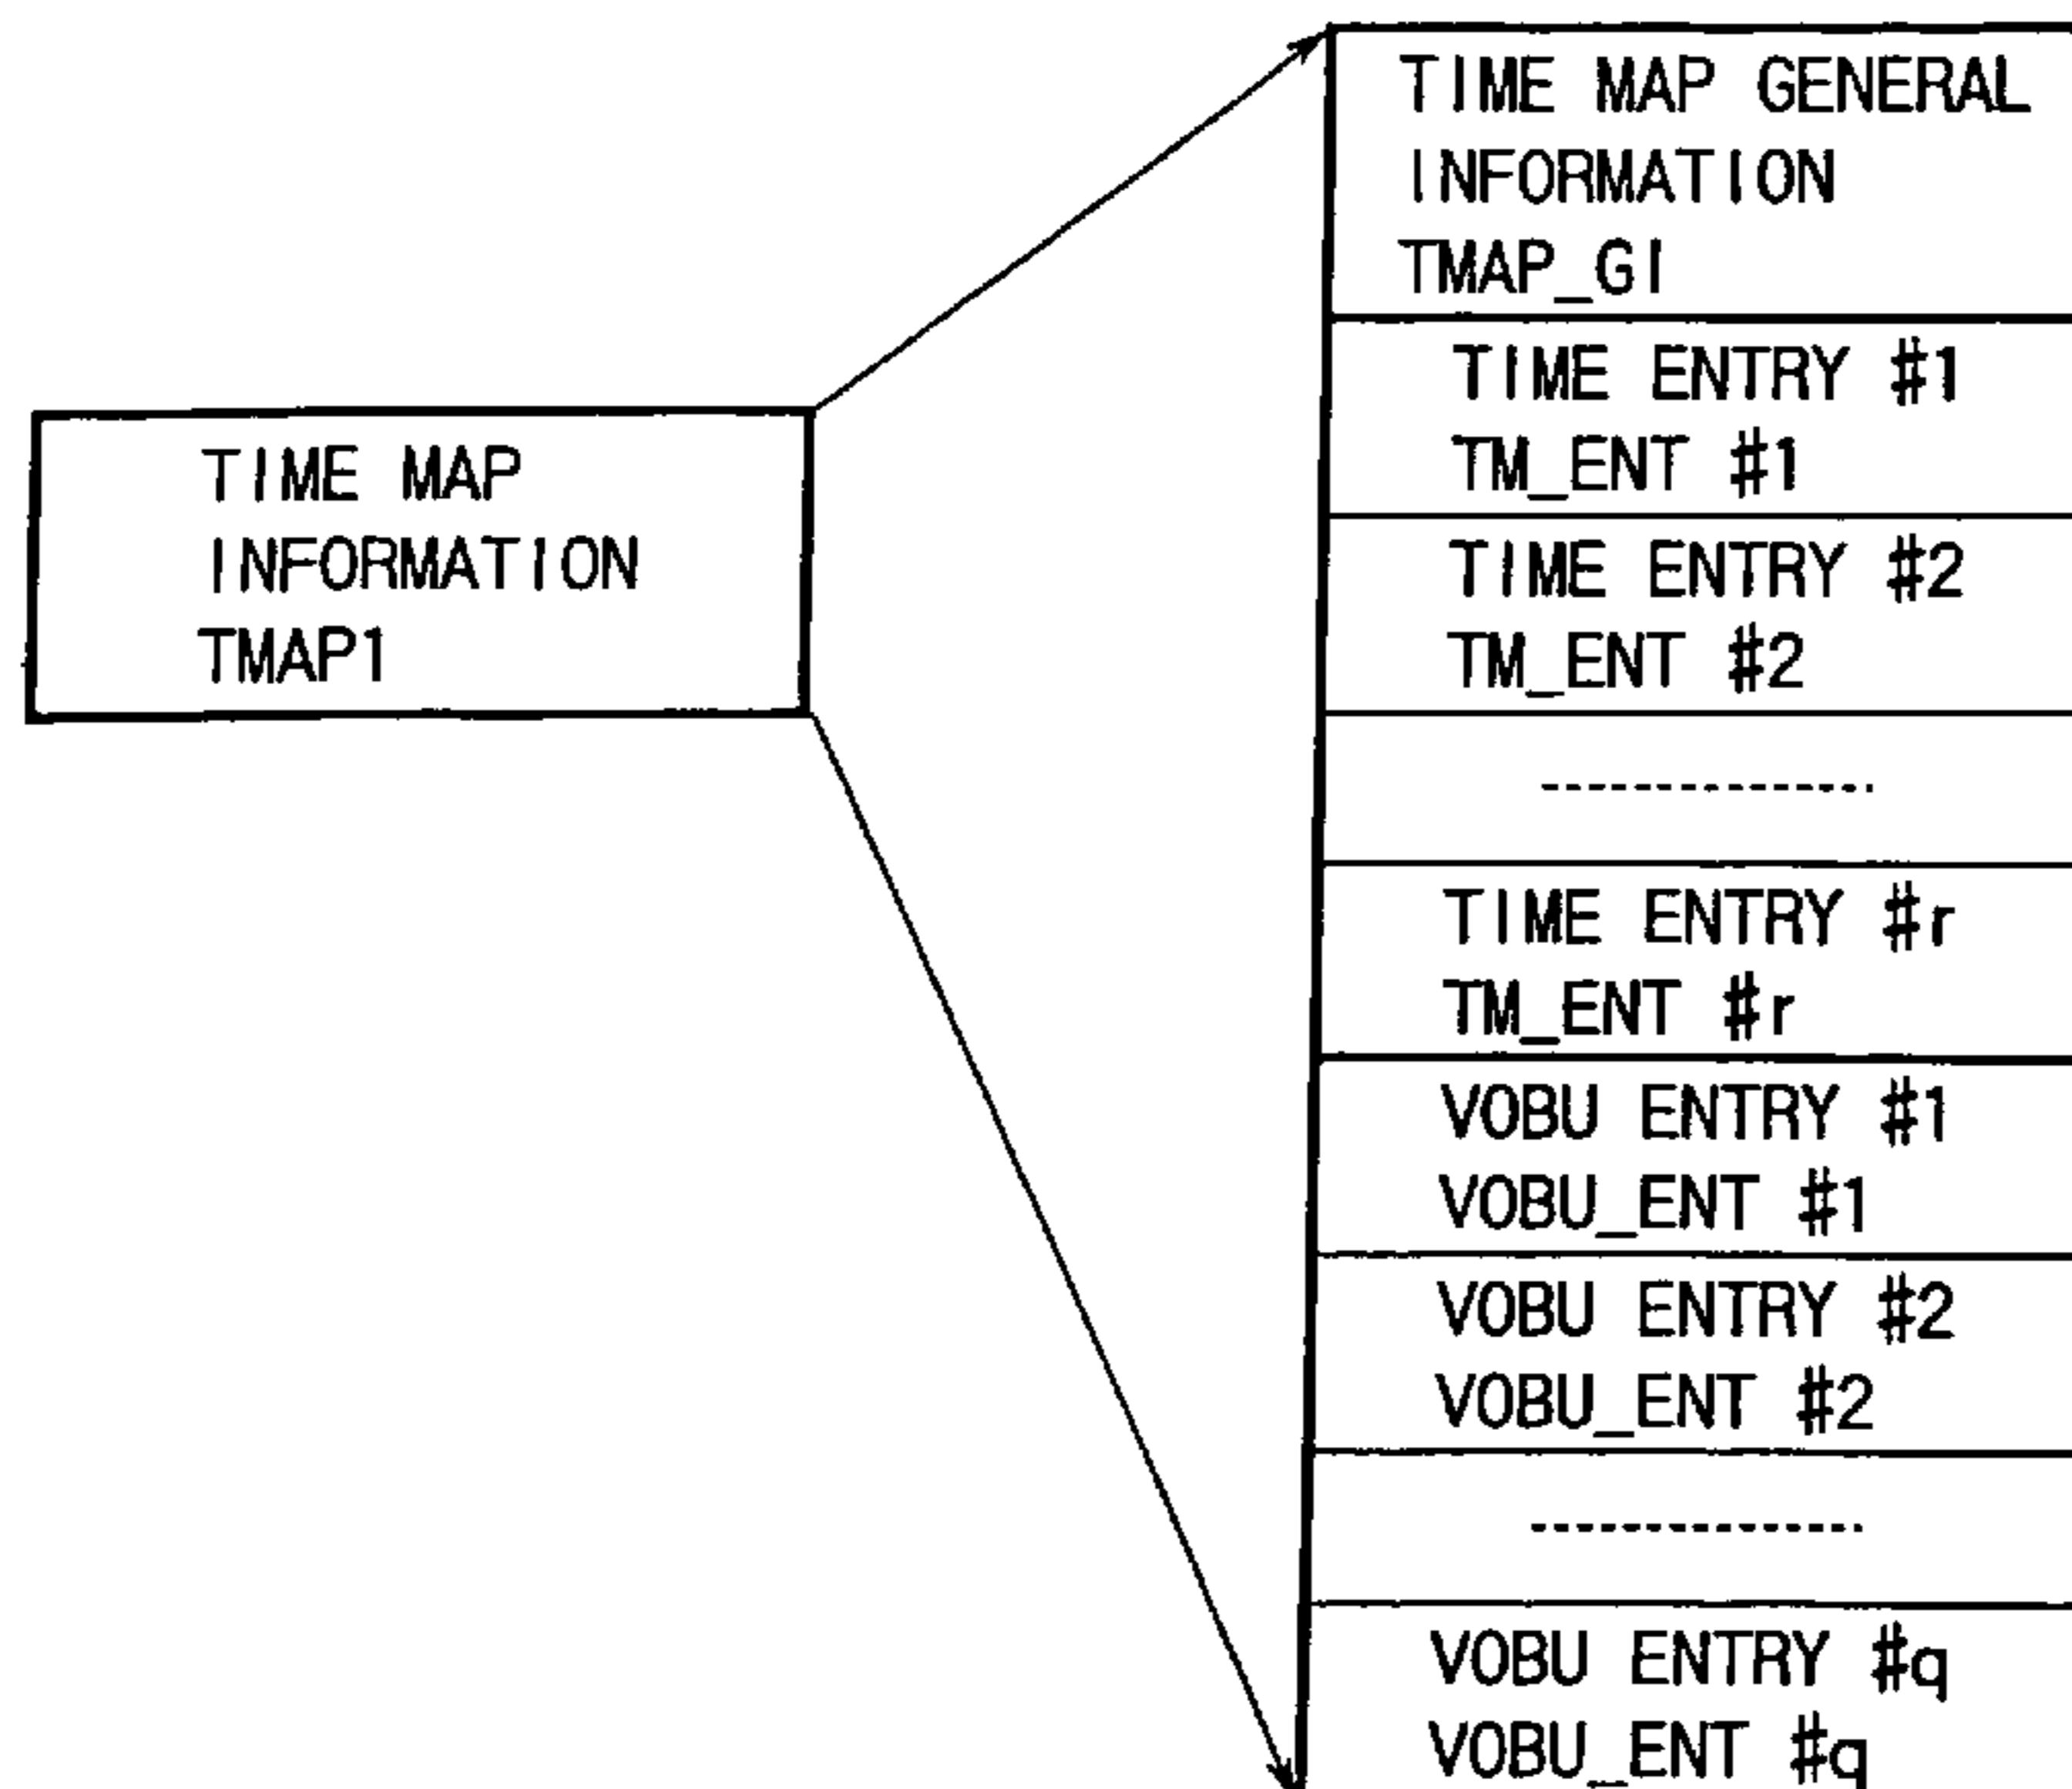 TIME MAP
INFORMATION
TMAP1
TIME MAP GENERAL
INFORMATION
TMAP_GI
TIME ENTRY #1
TM_ENT #1
TIME ENTRY #2
TM_ENT #2
TIME ENTRY #r
TM_ENT #r
VOBU ENTRY #1
VOBU_ENT #1
VOBU ENTRY #2
VOBU_ENT #2
VOBU ENTRY #q
VOBU_ENT #q